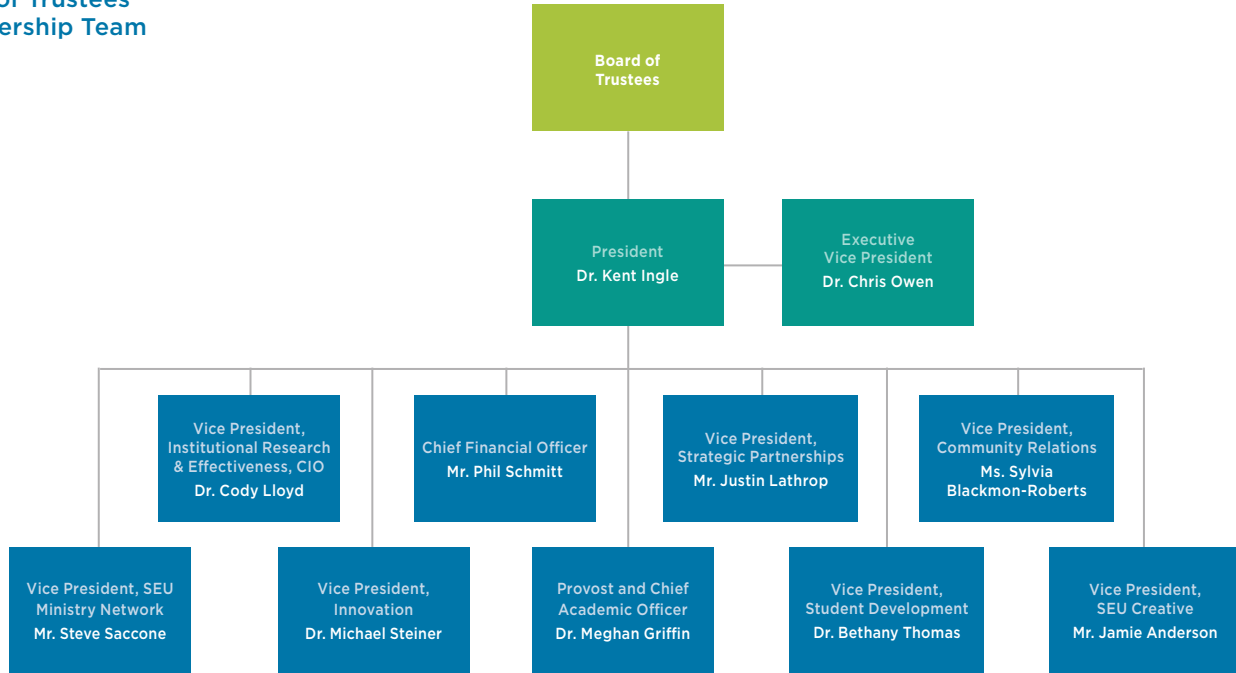 Trustees
ership Team
Board of
Trustees
President
Dr. Kent Ingle
Executive
Vice President
Dr. Chris Owen
Vice President,
Institutional Research
& Effectiveness, CIO
Dr. Cody Lloyd
Chief Financial Officer
Mr. Phil Schmitt
Vice President,
Strategic Partnerships
Mr. Justin Lathrop
Vice President,
Community Relations
Ms. Sylvia
Blackmon-Roberts
Vice President, SEU
Ministry Network
Mr. Steve Saccone
Vice President,
Innovation
Dr. Michael Steiner
Provost and Chief
Academic Officer
Dr. Meghan Griffin
Vice President,
Student Development
Dr. Bethany Thomas
Vice President,
SEU Creative
Mr. Jamie Anderson